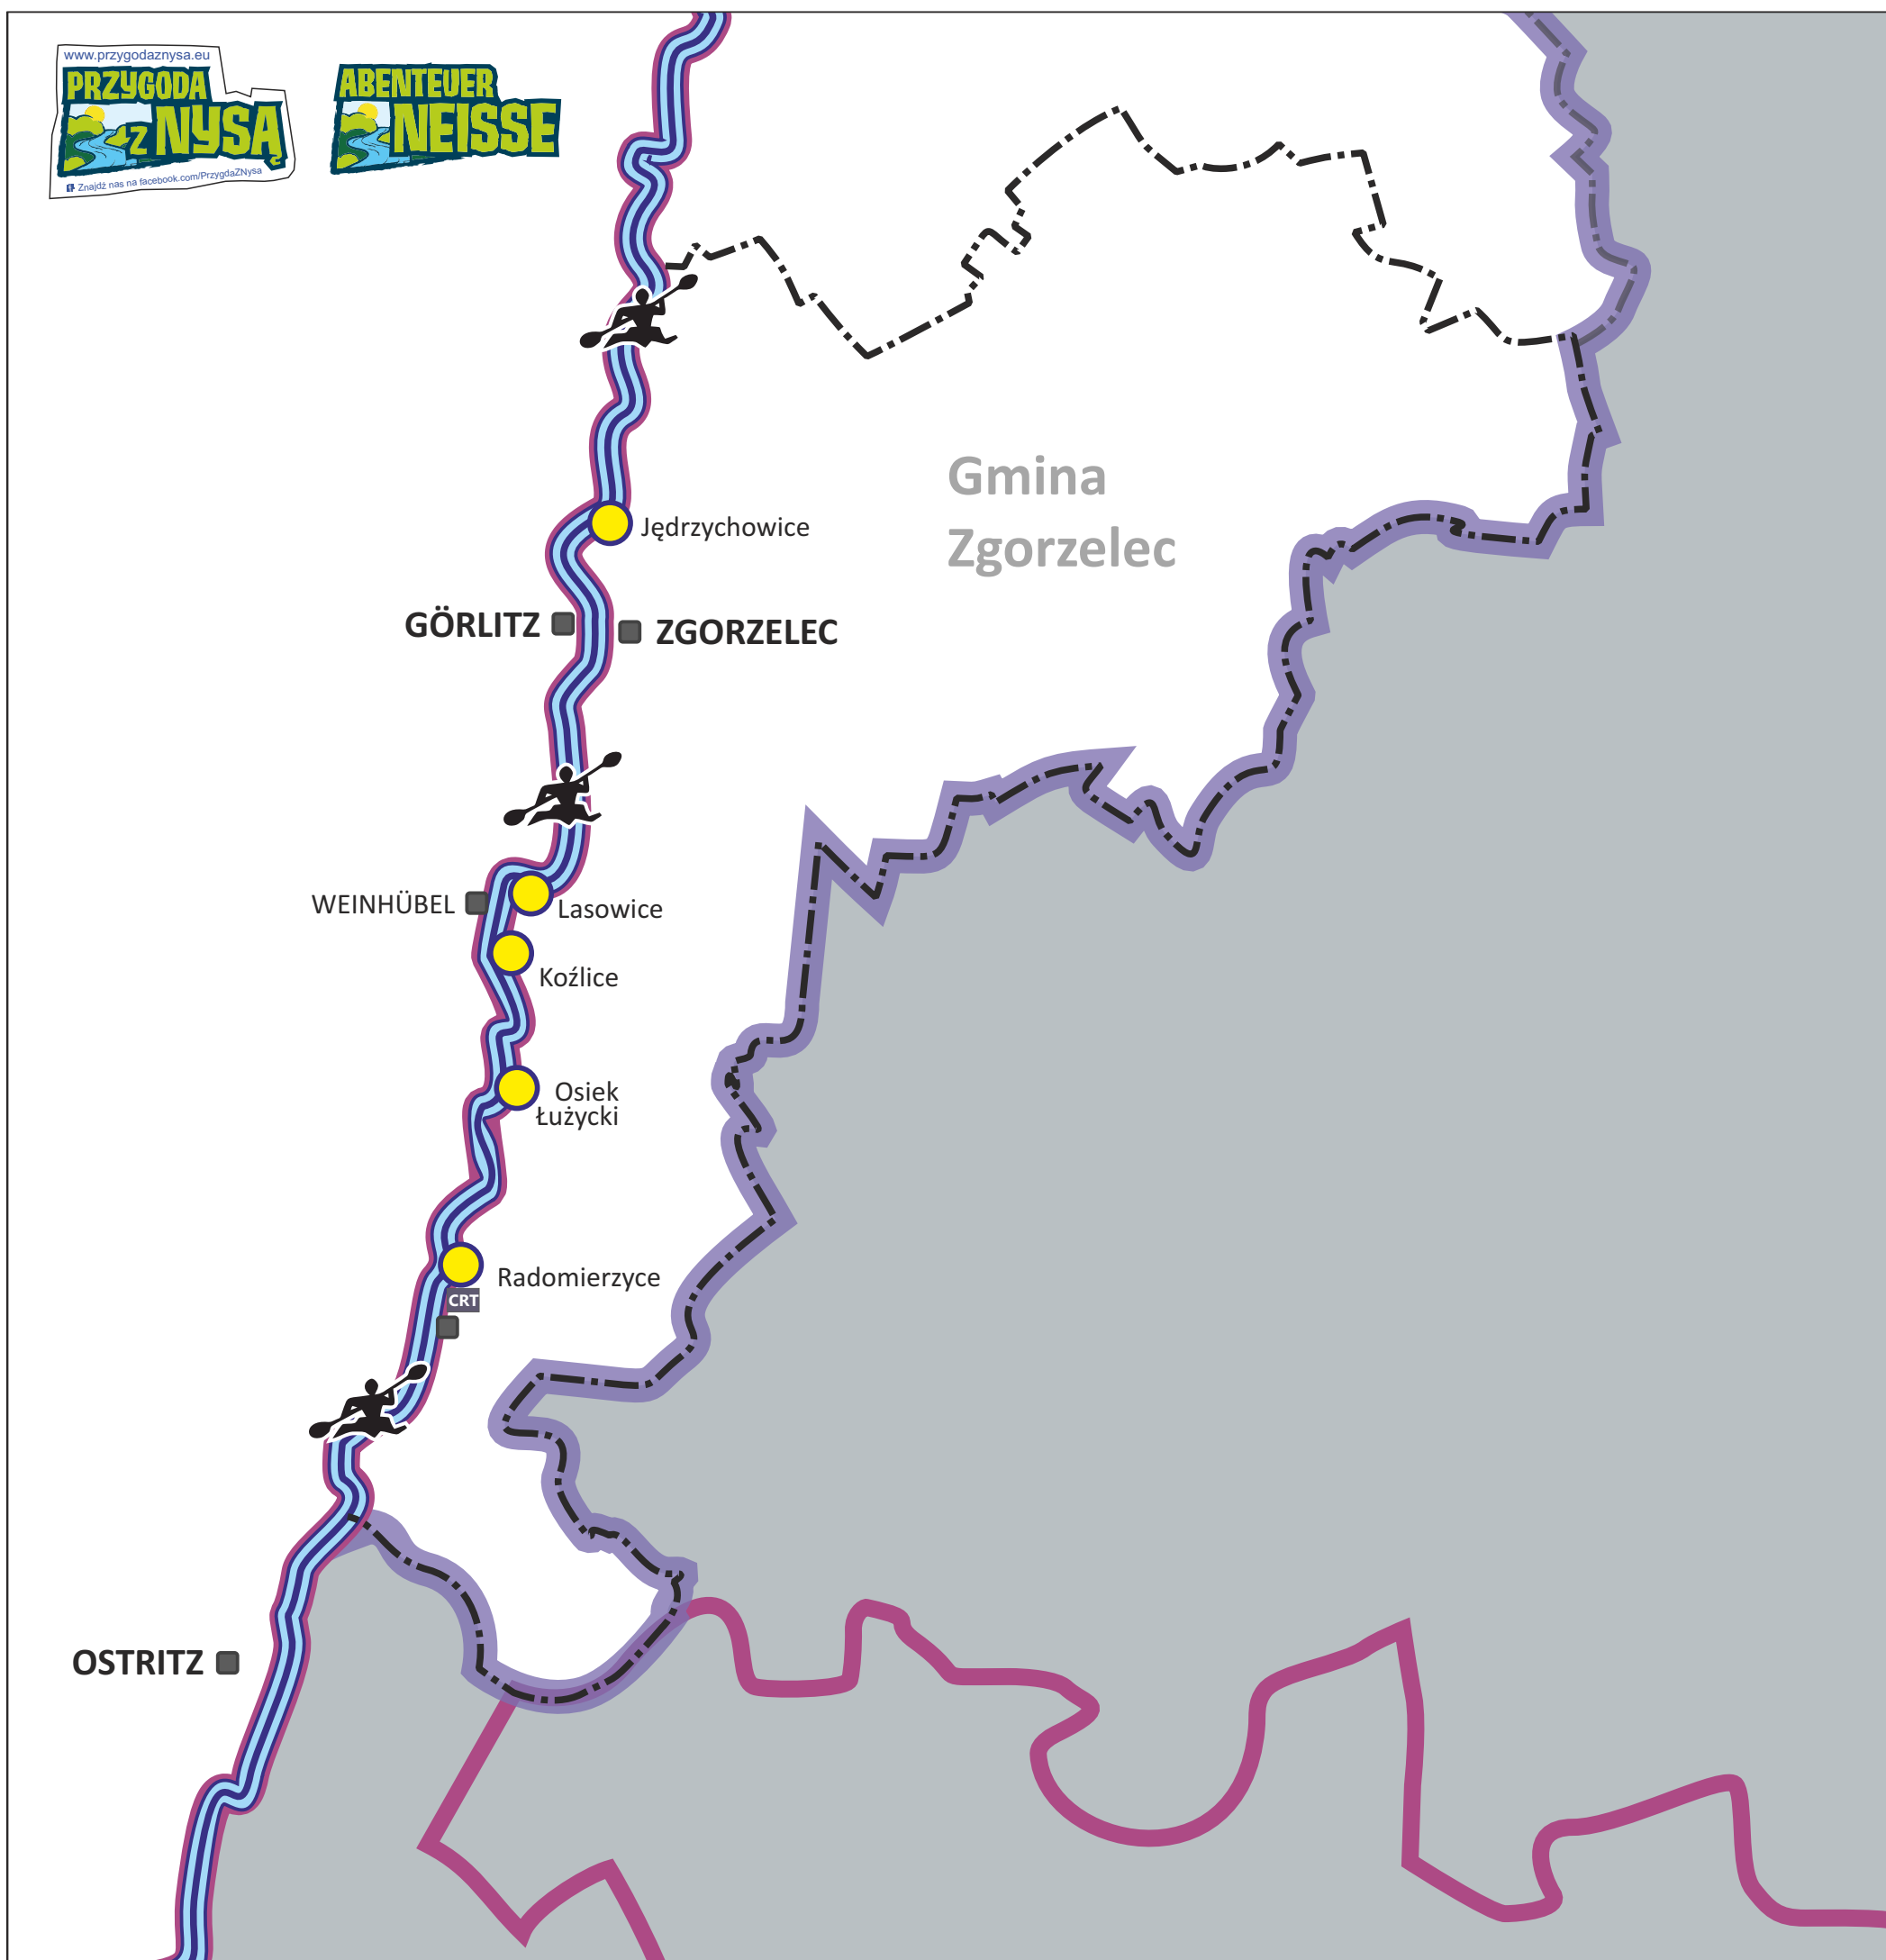 www.przygodaznysa.eu
PRZYGODA
Z NYSĄ
Znajdź nas na facebook.com/PrzygdaZNysa
ABENTEUER
NEISSE
Gmina
Zgorzelec
Jędrzychowice
GÖRLITZ
ZGORZELEC
WEINHÜBEL
Lasowice
Koźlice
Osiek
Łużycki
Radomierzyce
CRT
OSTRITZ